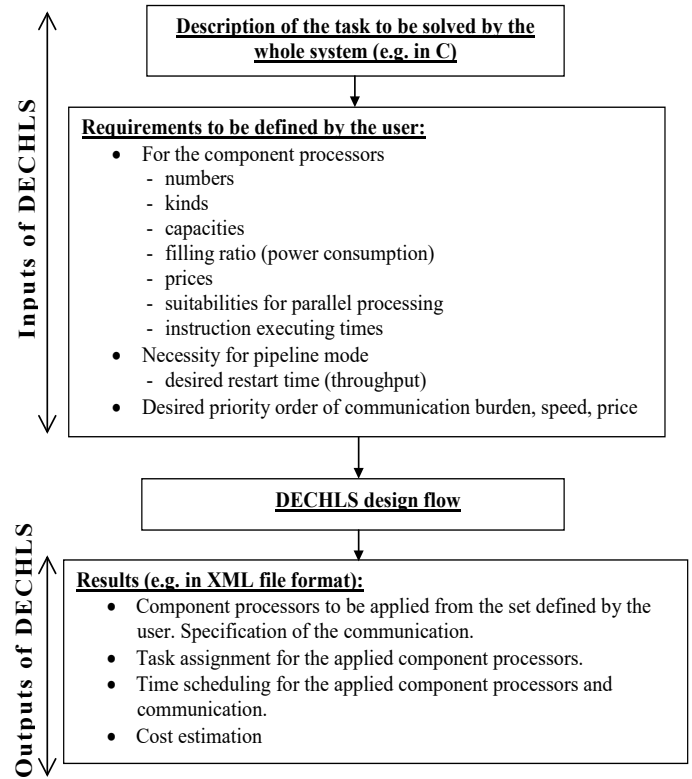 Description of the task to be solved by the
whole system (e.g. in C)
Inputs of DECHLS
Requirements to be defined by the user:
• For the component processors
- numbers
- kinds
- capacities
- filling ratio (power consumption)
- prices
- suitabilities for parallel processing
- instruction executing times
• Necessity for pipeline mode
- desired restart time (throughput)
• Desired priority order of communication burden, speed, price
DECHLS design flow
Outputs of DECHLS
Results (e.g. in XML file format):
• Component processors to be applied from the set defined by the
user. Specification of the communication.
• Task assignment for the applied component processors.
• Time scheduling for the applied component processors and
communication.
• Cost estimation